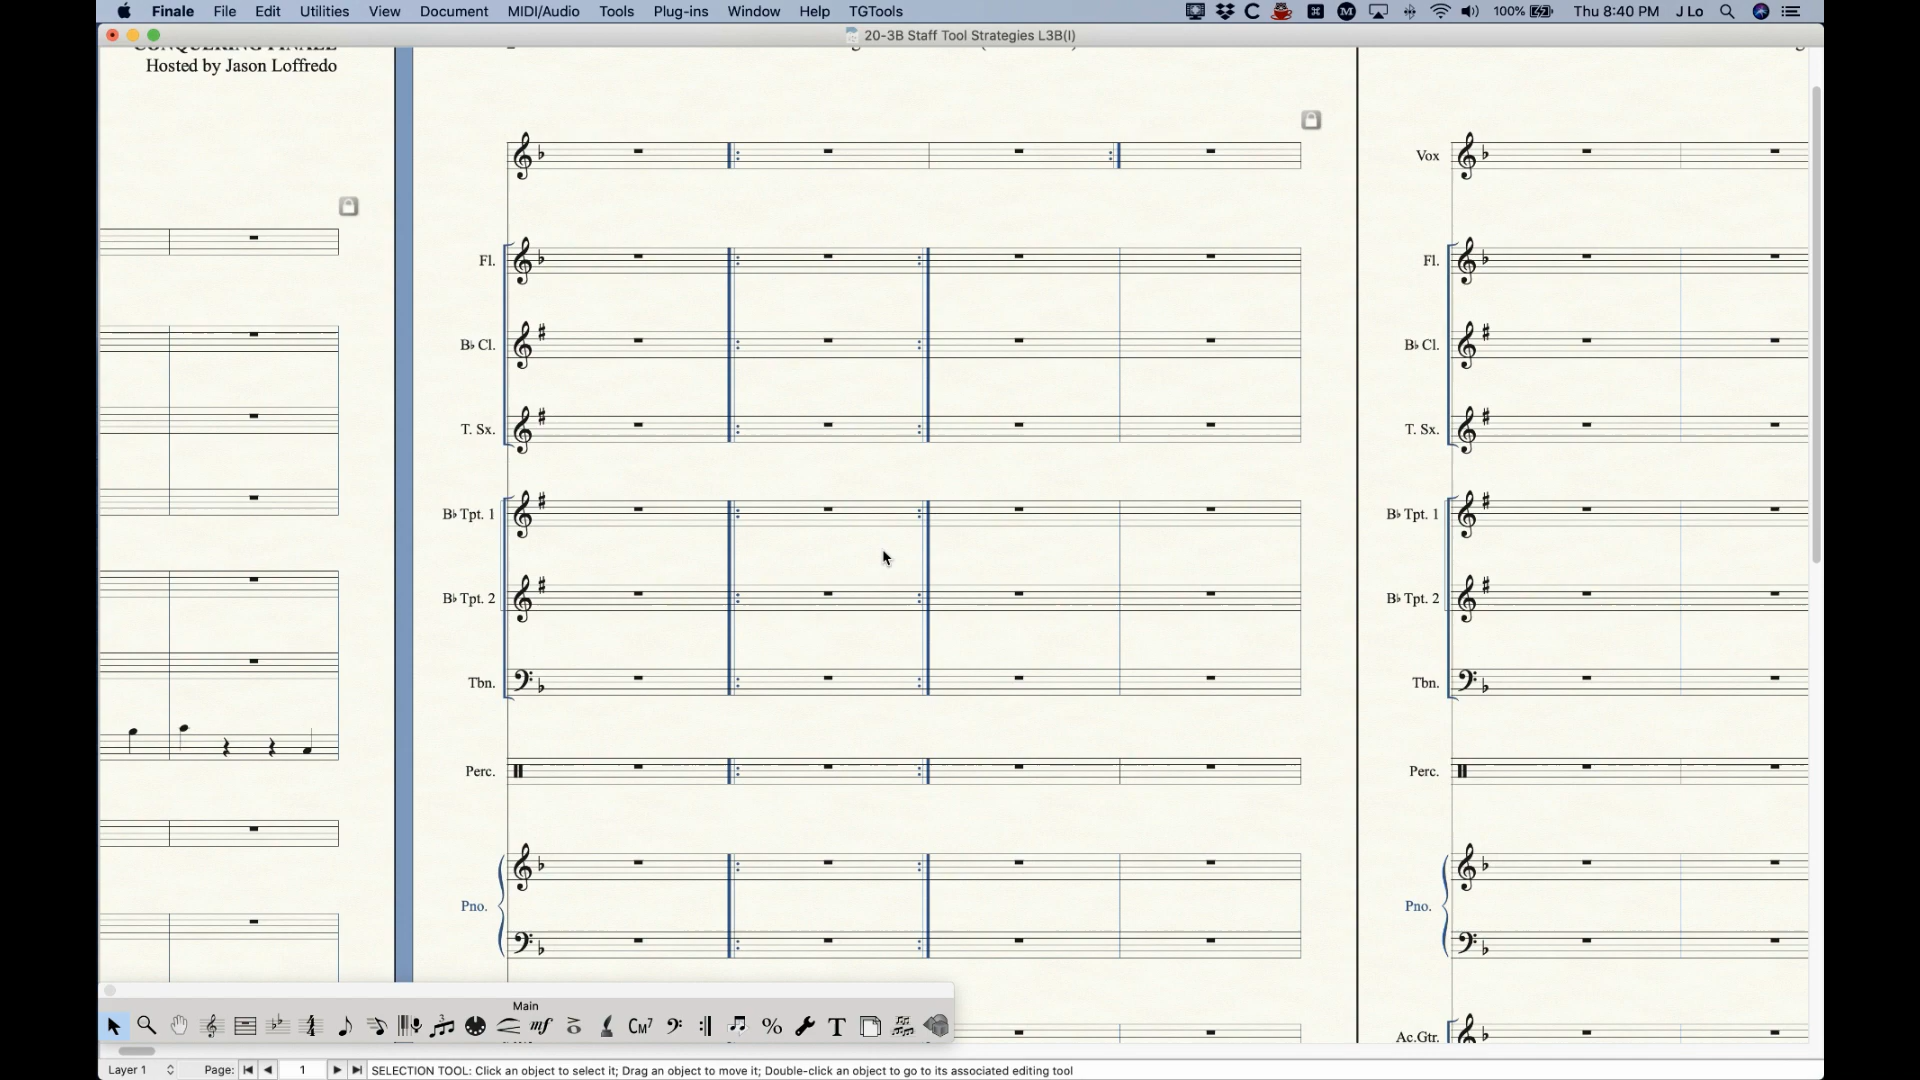 Finale File Edit Utilities View Document MIDI/Audio Tools Plug-ins Window Help TGTools 100% Thu 8:40 PM J Lo
20-3B Staff Tool Strategies L3B(I)
CONQUERING FINALE
Hosted by Jason Loffredo
Vox
Fl. Fl.
B♭ Cl. B♭ Cl.
T. Sx. T. Sx.
B♭ Tpt. 1 B♭ Tpt. 1
B♭ Tpt. 2 B♭ Tpt. 2
Tbn. Tbn.
Perc. Perc.
Pno. Pno.
Ac.Gtr.
Main
mf CM7 %
Layer 1 Page: 1 SELECTION TOOL: Click an object to select it; Drag an object to move it; Double-click an object to go to its associated editing tool